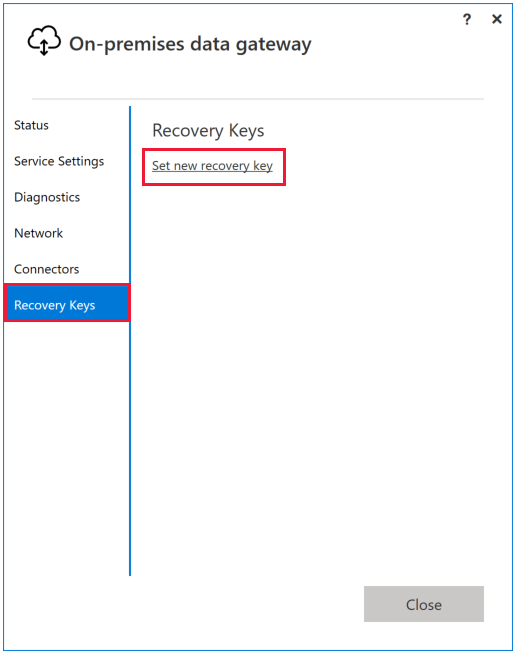 ? ×
On-premises data gateway
Status
Service Settings
Diagnostics
Network
Connectors
Recovery Keys
Recovery Keys
Set new recovery key
Close